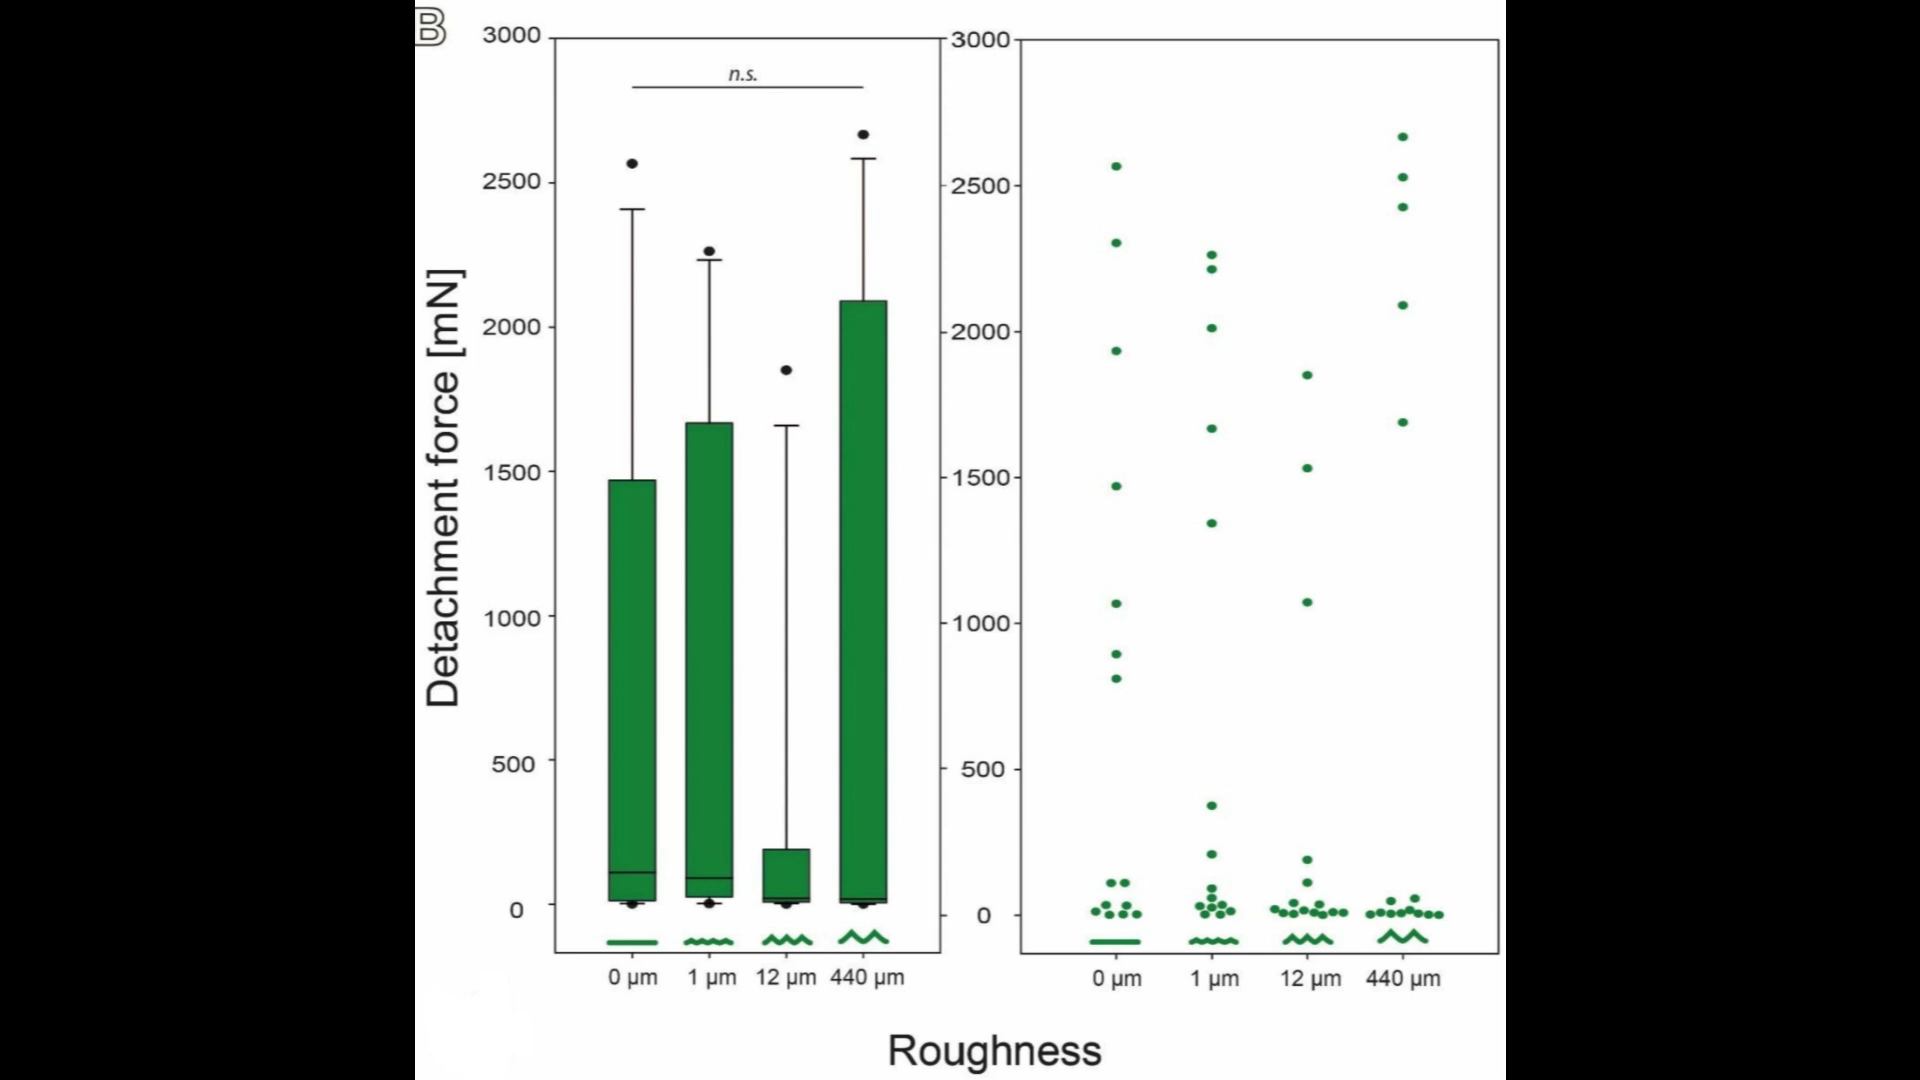 B
Detachment force [mN]
3000
2500
2000
1500
1000
500
0
n.s.
0 µm 1 µm 12 µm 440 µm
3000
2500
2000
1500
1000
500
0
0 µm 1 µm 12 µm 440 µm
Roughness